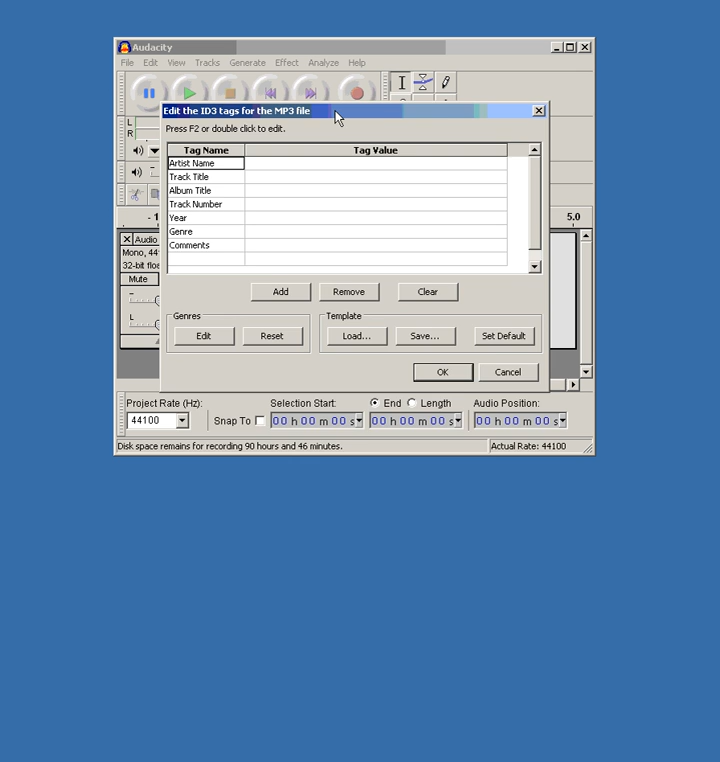 Audacity
File Edit View Tracks Generate Effect Analyze Help
Edit the ID3 tags for the MP3 file
Press F2 or double click to edit.
Tag Name Tag Value
Artist Name
Track Title
Album Title
Track Number
Year
Genre
Comments
L
R
5.0
Audio
Mono, 44
32-bit floa
Mute
L
Add Remove Clear
Genres Template
Edit Reset Load... Save... Set Default
OK Cancel
Project Rate (Hz): Selection Start: End Length Audio Position:
44100 Snap To 00 h 00 m 00 s 00 h 00 m 00 s 00 h 00 m 00 s
Disk space remains for recording 90 hours and 46 minutes. Actual Rate: 44100